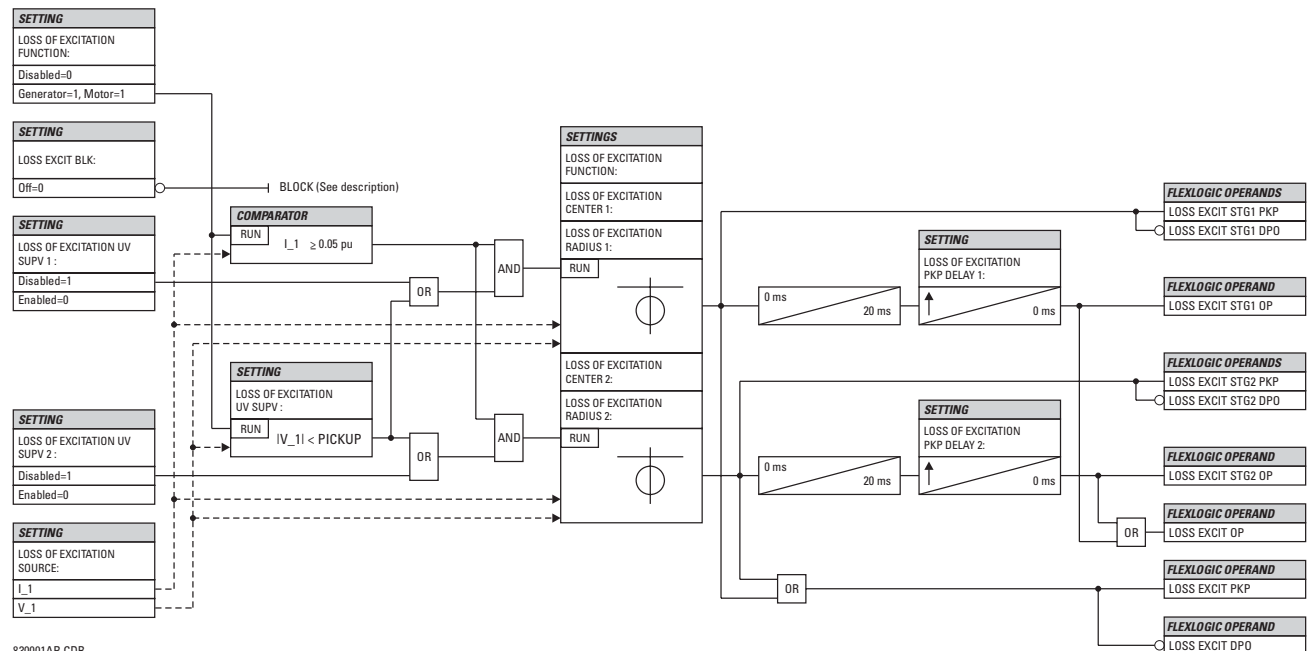 SETTING
LOSS OF EXCITATION
FUNCTION:
Disabled=0
Generator=1, Motor=1
SETTING
LOSS EXCIT BLK:
Off=0
BLOCK (See description)
SETTING
LOSS OF EXCITATION UV
SUPV 1 :
Disabled=1
Enabled=0
SETTING
LOSS OF EXCITATION UV
SUPV 2 :
Disabled=1
Enabled=0
SETTING
LOSS OF EXCITATION
SOURCE:
I_1
V_1
COMPARATOR
RUN
I_1 ≥ 0.05 pu
SETTING
LOSS OF EXCITATION
UV SUPV :
RUN
|V_1| < PICKUP
OR
OR
AND
AND
SETTINGS
LOSS OF EXCITATION
FUNCTION:
LOSS OF EXCITATION
CENTER 1:
LOSS OF EXCITATION
RADIUS 1:
RUN
LOSS OF EXCITATION
CENTER 2:
LOSS OF EXCITATION
RADIUS 2:
RUN
0 ms
20 ms
SETTING
LOSS OF EXCITATION
PKP DELAY 1:
0 ms
0 ms
20 ms
SETTING
LOSS OF EXCITATION
PKP DELAY 2:
0 ms
OR
OR
FLEXLOGIC OPERANDS
LOSS EXCIT STG1 PKP
LOSS EXCIT STG1 DPO
FLEXLOGIC OPERAND
LOSS EXCIT STG1 OP
FLEXLOGIC OPERANDS
LOSS EXCIT STG2 PKP
LOSS EXCIT STG2 DPO
FLEXLOGIC OPERAND
LOSS EXCIT STG2 OP
FLEXLOGIC OPERAND
LOSS EXCIT OP
FLEXLOGIC OPERAND
LOSS EXCIT PKP
FLEXLOGIC OPERAND
LOSS EXCIT DPO